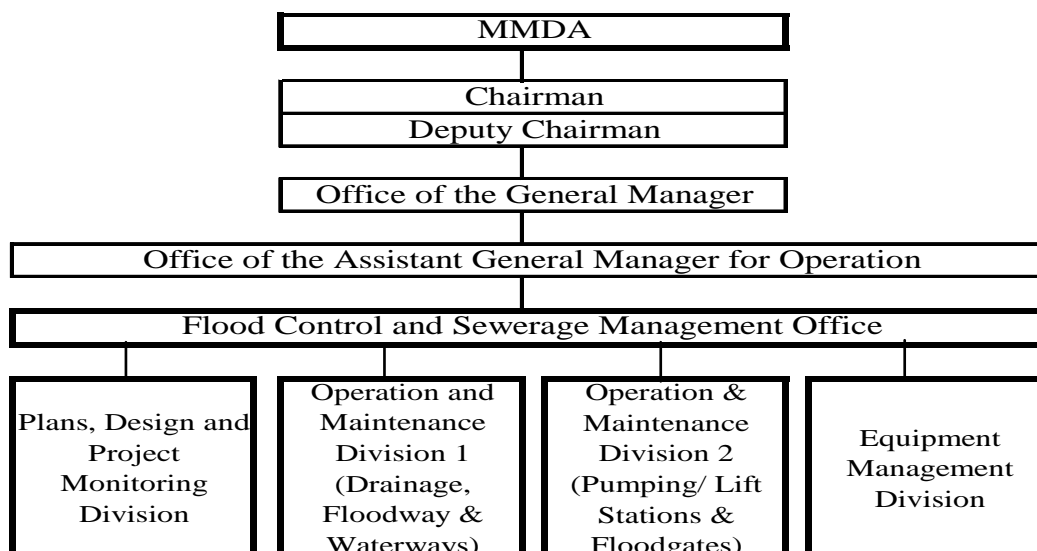 MMDA
Chairman
Deputy Chairman
Office of the General Manager
Office of the Assistant General Manager for Operation
Flood Control and Sewerage Management Office
Plans, Design and
Project
Monitoring
Division
Operation and
Maintenance
Division 1
(Drainage,
Floodway &
Waterways)
Operation &
Maintenance
Division 2
(Pumping/ Lift
Stations &
Floodgates)
Equipment
Management
Division